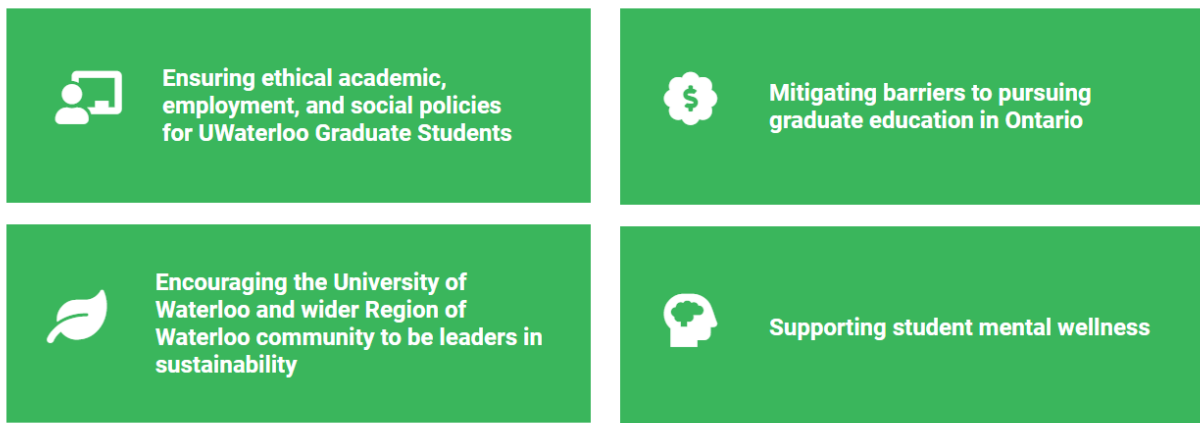 Ensuring ethical academic,
employment, and social policies
for UWaterloo Graduate Students
$
Mitigating barriers to pursuing
graduate education in Ontario
Encouraging the University of
Waterloo and wider Region of
Waterloo community to be leaders in
sustainability
Supporting student mental wellness